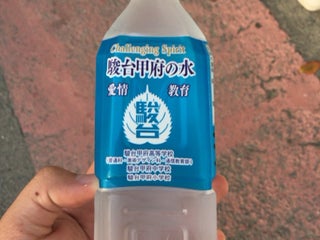 Challenging Spirit
駿台甲府の水
愛情 教育
駿台
駿台甲府高等学校
駿台甲府中学校
駿台甲府小学校